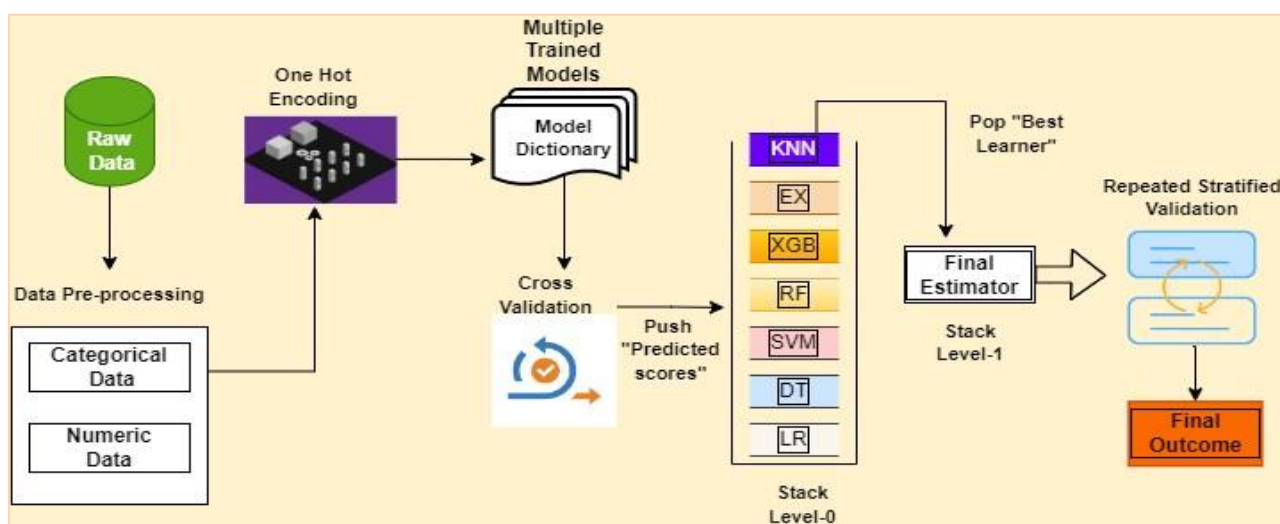 Raw
Data
Data Pre-processing
Categorical
Data
Numeric
Data
One Hot
Encoding
Multiple
Trained
Models
Model
Dictionary
Cross
Validation
Push
"Predicted
scores"
KNN
EX
XGB
RF
SVM
DT
LR
Stack
Level-0
Pop "Best
Learner"
Final
Estimator
Stack
Level-1
Repeated Stratified
Validation
Final
Outcome